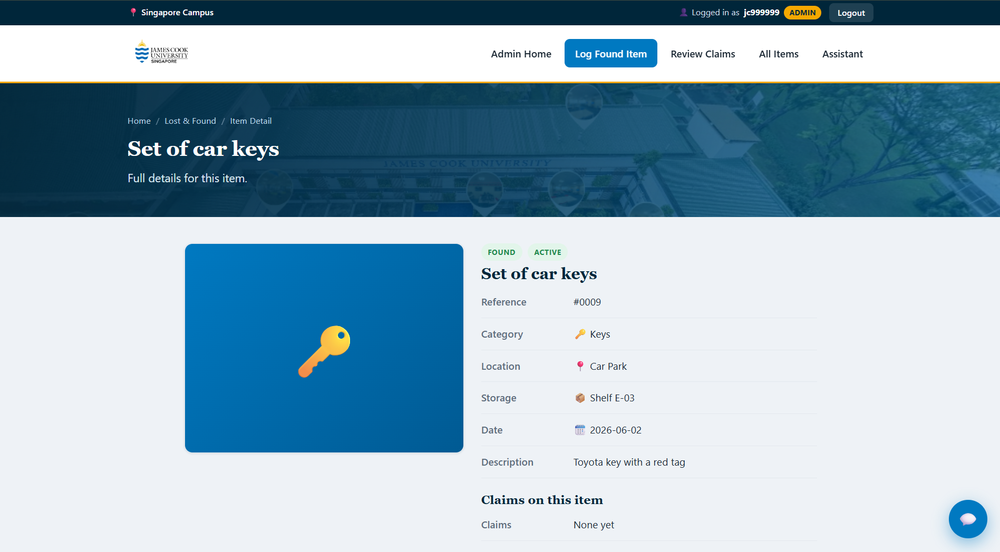 Singapore Campus
Logged in as jc999999 ADMIN Logout
JAMES COOK
UNIVERSITY
SINGAPORE
Admin Home Log Found Item Review Claims All Items Assistant
Home / Lost & Found / Item Detail
Set of car keys
JAMES COOK UNIVERSITY
Full details for this item.
FOUND ACTIVE
Set of car keys
Reference #0009
Category Keys
Location Car Park
Storage Shelf E-03
Date 2026-06-02
Description Toyota key with a red tag
Claims on this item
Claims None yet